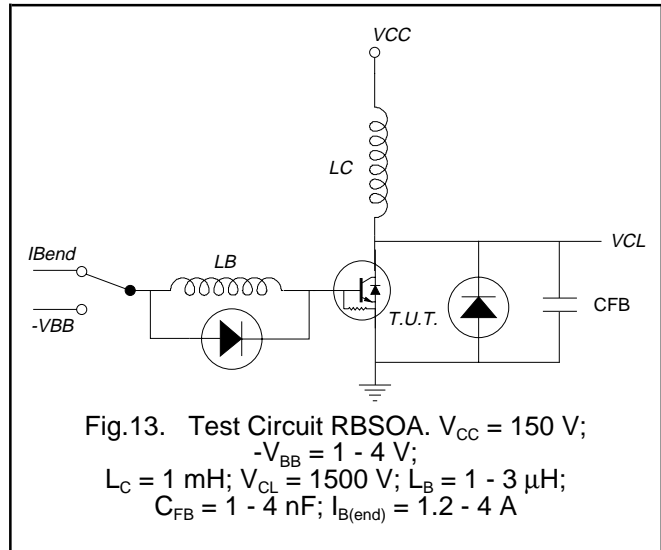 VCC
LC
IBend
LB
VCL
-VBB
T.U.T.
CFB
Fig.13. Test Circuit RBSOA. VCC = 150 V;
-VBB = 1 - 4 V;
LC = 1 mH; VCL = 1500 V; LB = 1 - 3 μH;
CFB = 1 - 4 nF; IB(end) = 1.2 - 4 A